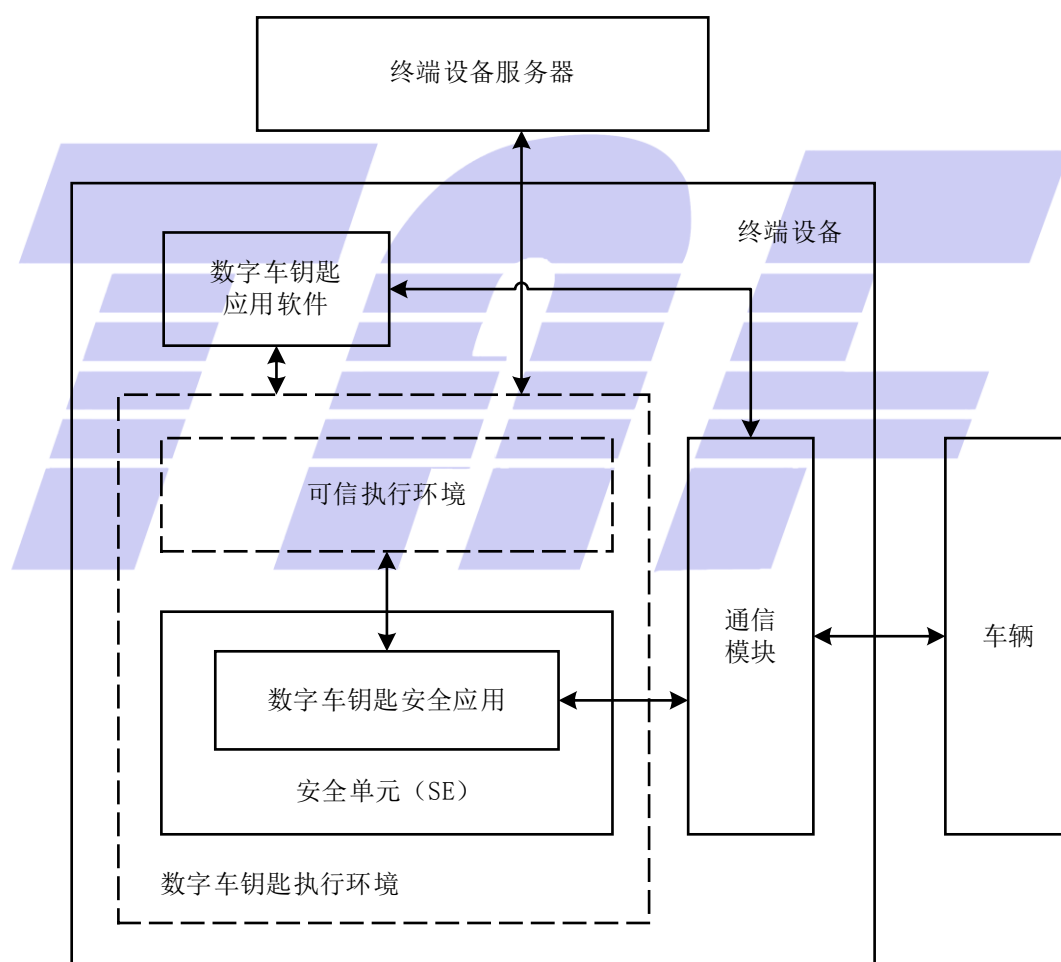 终端设备服务器
终端设备
数字车钥匙
应用软件
可信执行环境
通信
模块
车辆
数字车钥匙安全应用
安全单元（SE）
数字车钥匙执行环境